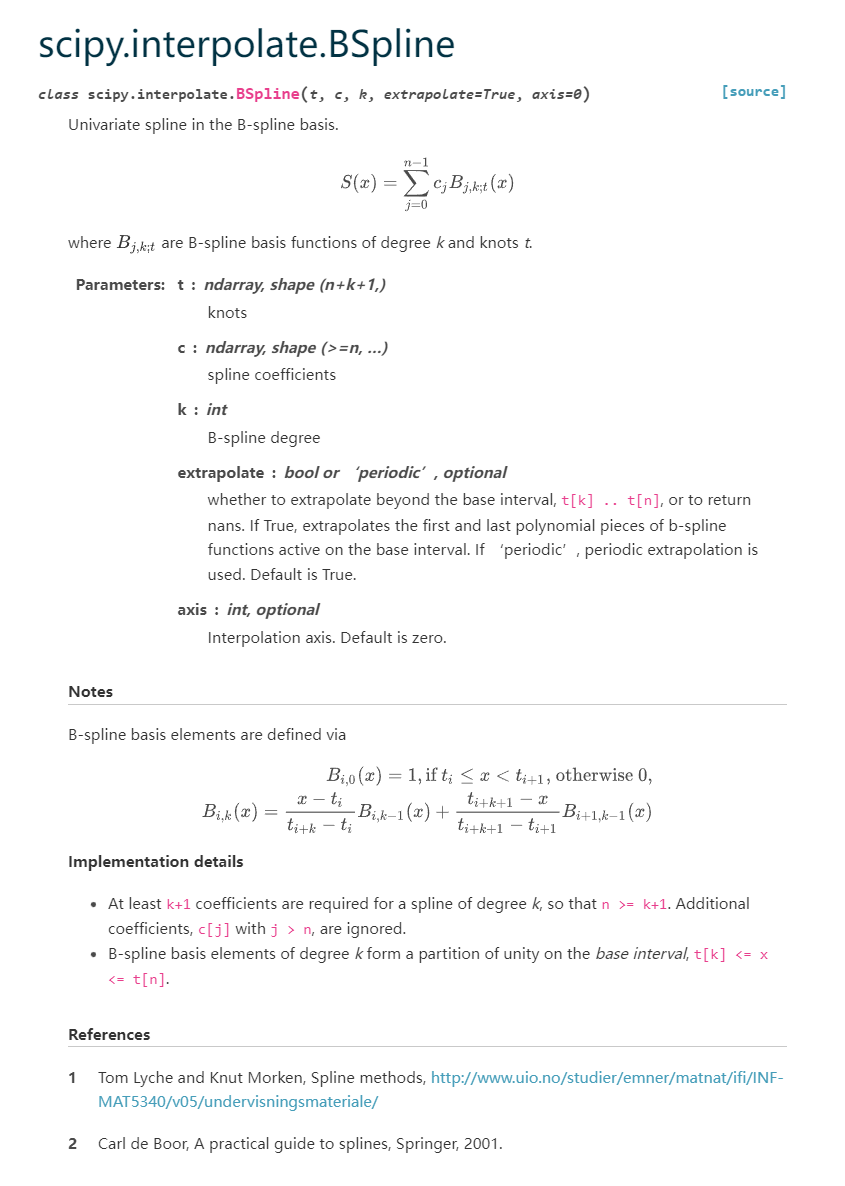 scipy.interpolate.BSpline
class scipy.interpolate.BSpline(t, c, k, extrapolate=True, axis=0) [source]
Univariate spline in the B-spline basis.
S(x) = \sum_{j=0}^{n-1} c_j B_{j,k;t}(x)
where B_{j,k;t} are B-spline basis functions of degree k and knots t.
Parameters: t : ndarray, shape (n+k+1,)
knots
c : ndarray, shape (>=n, …)
spline coefficients
k : int
B-spline degree
extrapolate : bool or ‘periodic’, optional
whether to extrapolate beyond the base interval, t[k] .. t[n], or to return
nans. If True, extrapolates the first and last polynomial pieces of b-spline
functions active on the base interval. If ‘periodic’, periodic extrapolation is
used. Default is True.
axis : int, optional
Interpolation axis. Default is zero.
Notes
B-spline basis elements are defined via
B_{i,0}(x) = 1, if t_i ≤ x < t_{i+1}, otherwise 0,
B_{i,k}(x) = \frac{x - t_i}{t_{i+k} - t_i} B_{i,k-1}(x) + \frac{t_{i+k+1} - x}{t_{i+k+1} - t_{i+1}} B_{i+1,k-1}(x)
Implementation details
• At least k+1 coefficients are required for a spline of degree k, so that n >= k+1. Additional
coefficients, c[j] with j > n, are ignored.
• B-spline basis elements of degree k form a partition of unity on the base interval, t[k] <= x
<= t[n].
References
1 Tom Lyche and Knut Morken, Spline methods, http://www.uio.no/studier/emner/matnat/ifi/INF-
MAT5340/v05/undervisningsmateriale/
2 Carl de Boor, A practical guide to splines, Springer, 2001.